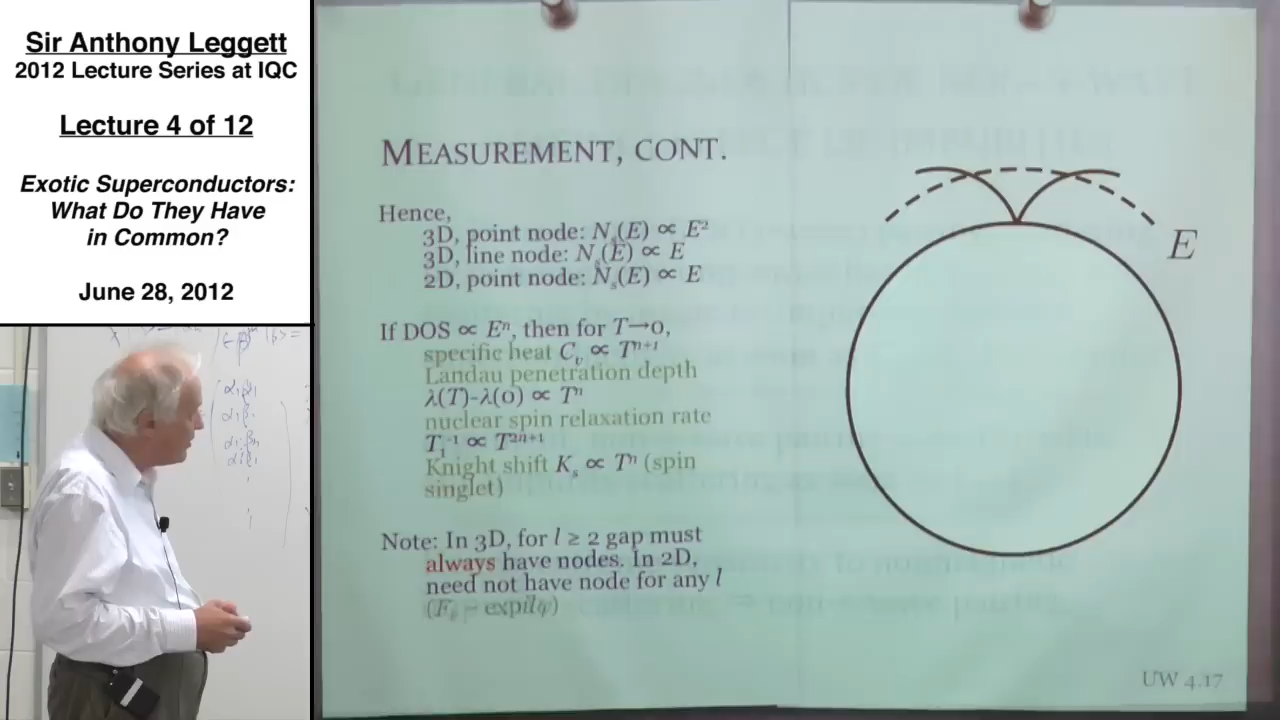 Sir Anthony Leggett
2012 Lecture Series at IQC
Lecture 4 of 12
Exotic Superconductors:
What Do They Have
in Common?
June 28, 2012
MEASUREMENT, CONT.
Hence,
3D, point node: Nₛ(E) ∝ E²
3D, line node: Nₛ(E) ∝ E
2D, point node: Nₛ(E) ∝ E
If DOS ∝ Eⁿ, then for T→0,
specific heat Cᵥ ∝ Tⁿ⁺¹
Landau penetration depth
λ(T)-λ(0) ∝ Tⁿ
nuclear spin relaxation rate
T₁⁻¹ ∝ T²ⁿ⁺¹
Knight shift Kₛ ∝ Tⁿ (spin
singlet)
Note: In 3D, for l ≥ 2 gap must
always have nodes. In 2D,
need not have node for any l
E
UW 4.17